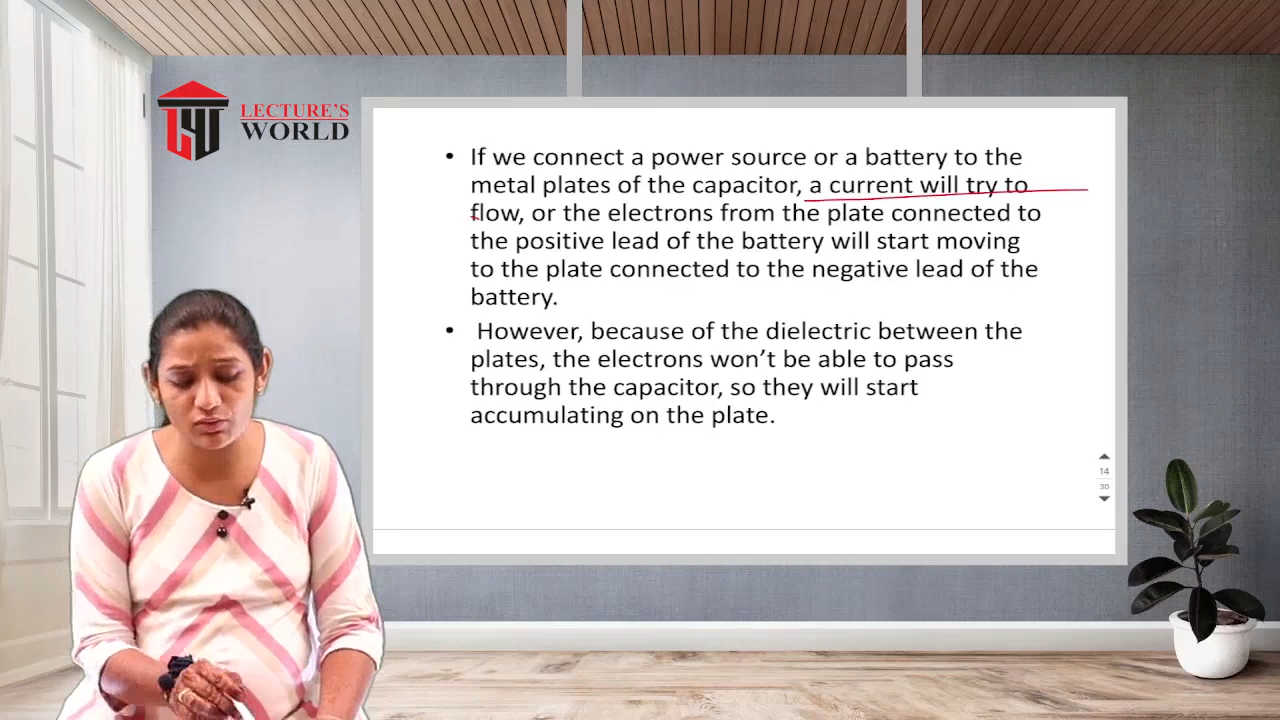 LECTURE'S
WORLD
• If we connect a power source or a battery to the
metal plates of the capacitor, a current will try to
flow, or the electrons from the plate connected to
the positive lead of the battery will start moving
to the plate connected to the negative lead of the
battery.
• However, because of the dielectric between the
plates, the electrons won't be able to pass
through the capacitor, so they will start
accumulating on the plate.
14
30